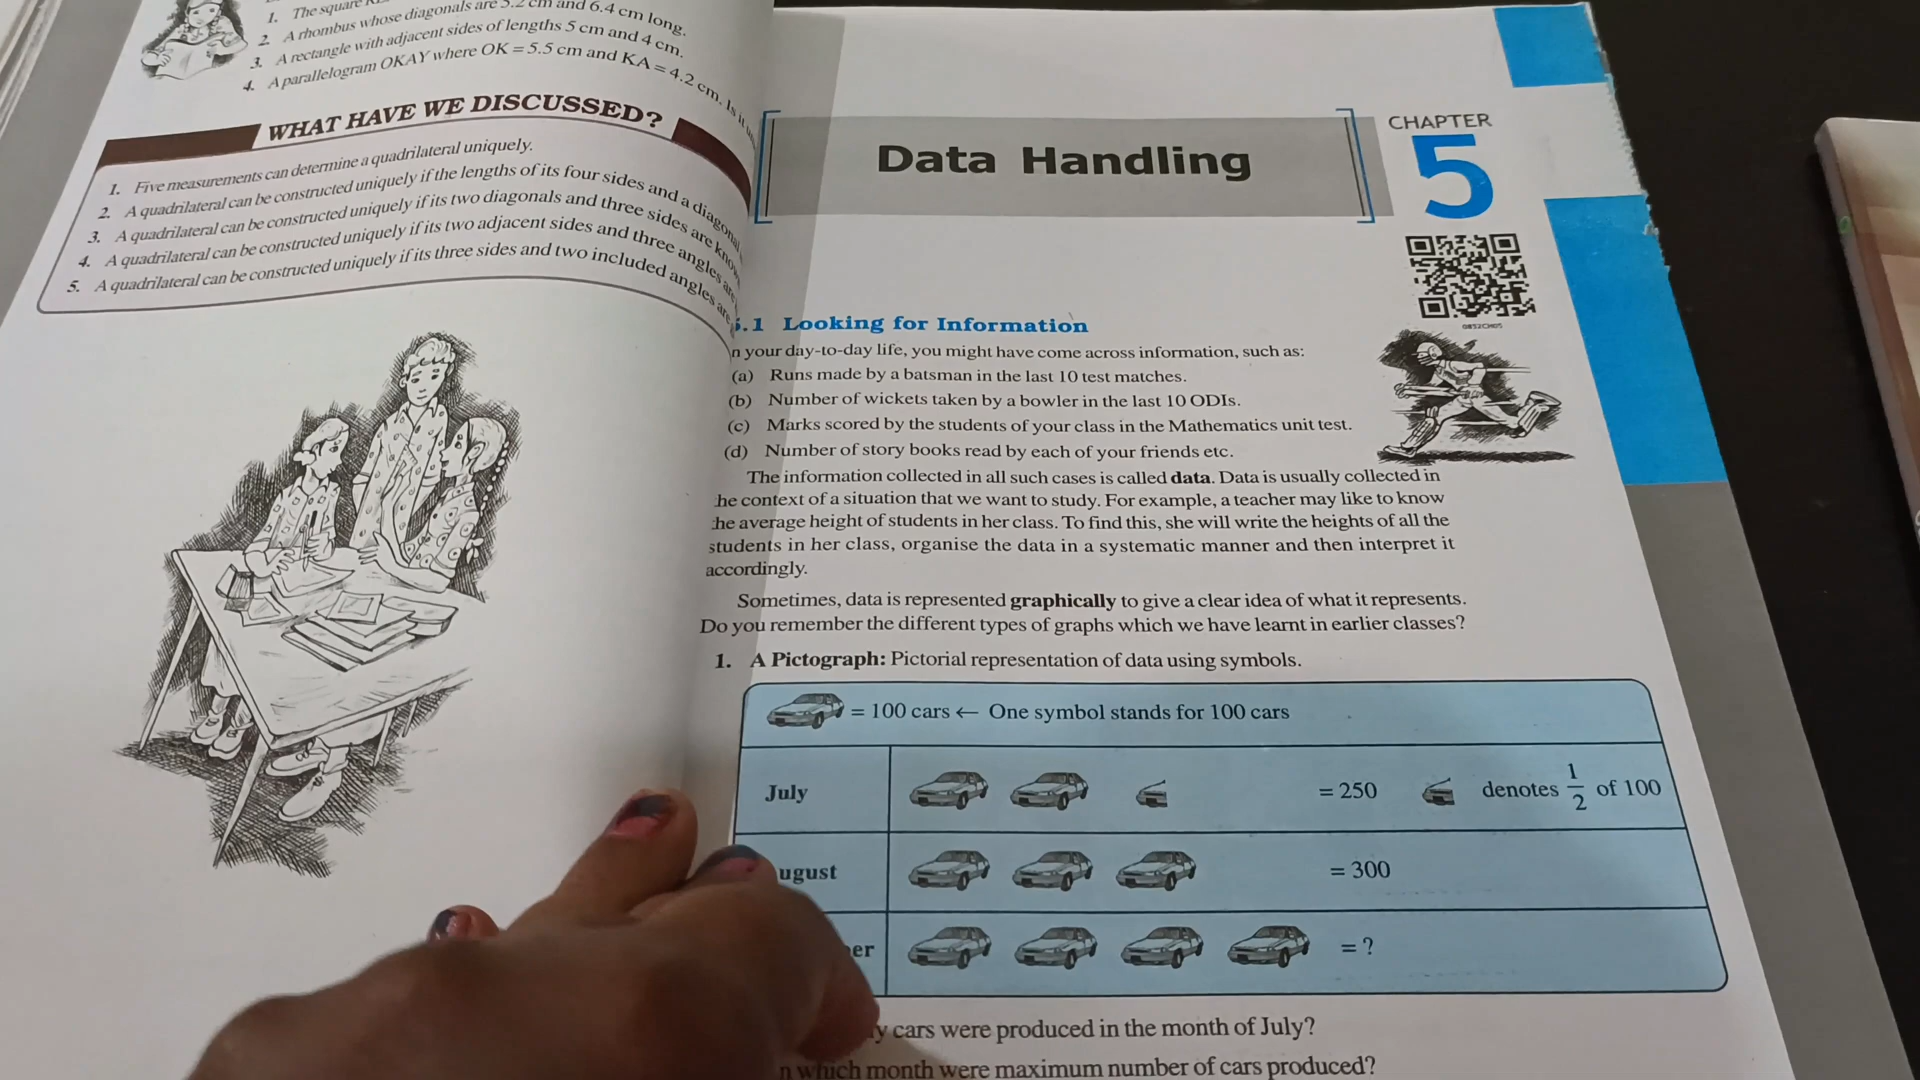 1. The square
2. A rhombus whose diagonals are 5.2 cm and 6.4 cm long.
3. A rectangle with adjacent sides of lengths 5 cm and 4 cm.
4. A parallelogram OKAY where OK = 5.5 cm and KA = 4.2 cm. Is it
WHAT HAVE WE DISCUSSED?
1. Five measurements can determine a quadrilateral uniquely.
2. A quadrilateral can be constructed uniquely if the lengths of its four sides and a diagonal
3. A quadrilateral can be constructed uniquely if its two diagonals and three sides are
4. A quadrilateral can be constructed uniquely if its two adjacent sides and three angles
5. A quadrilateral can be constructed uniquely if its three sides and two included angles are
Data Handling
CHAPTER
5
0852CH05
.1 Looking for Information
n your day-to-day life, you might have come across information, such as:
(a) Runs made by a batsman in the last 10 test matches.
(b) Number of wickets taken by a bowler in the last 10 ODIs.
(c) Marks scored by the students of your class in the Mathematics unit test.
(d) Number of story books read by each of your friends etc.
The information collected in all such cases is called data. Data is usually collected in
he context of a situation that we want to study. For example, a teacher may like to know
he average height of students in her class. To find this, she will write the heights of all the
students in her class, organise the data in a systematic manner and then interpret it
accordingly.
Sometimes, data is represented graphically to give a clear idea of what it represents.
Do you remember the different types of graphs which we have learnt in earlier classes?
1. A Pictograph: Pictorial representation of data using symbols.
= 100 cars ← One symbol stands for 100 cars
July = 250 denotes 1/2 of 100
ugust = 300
er = ?
y cars were produced in the month of July?
n which month were maximum number of cars produced?